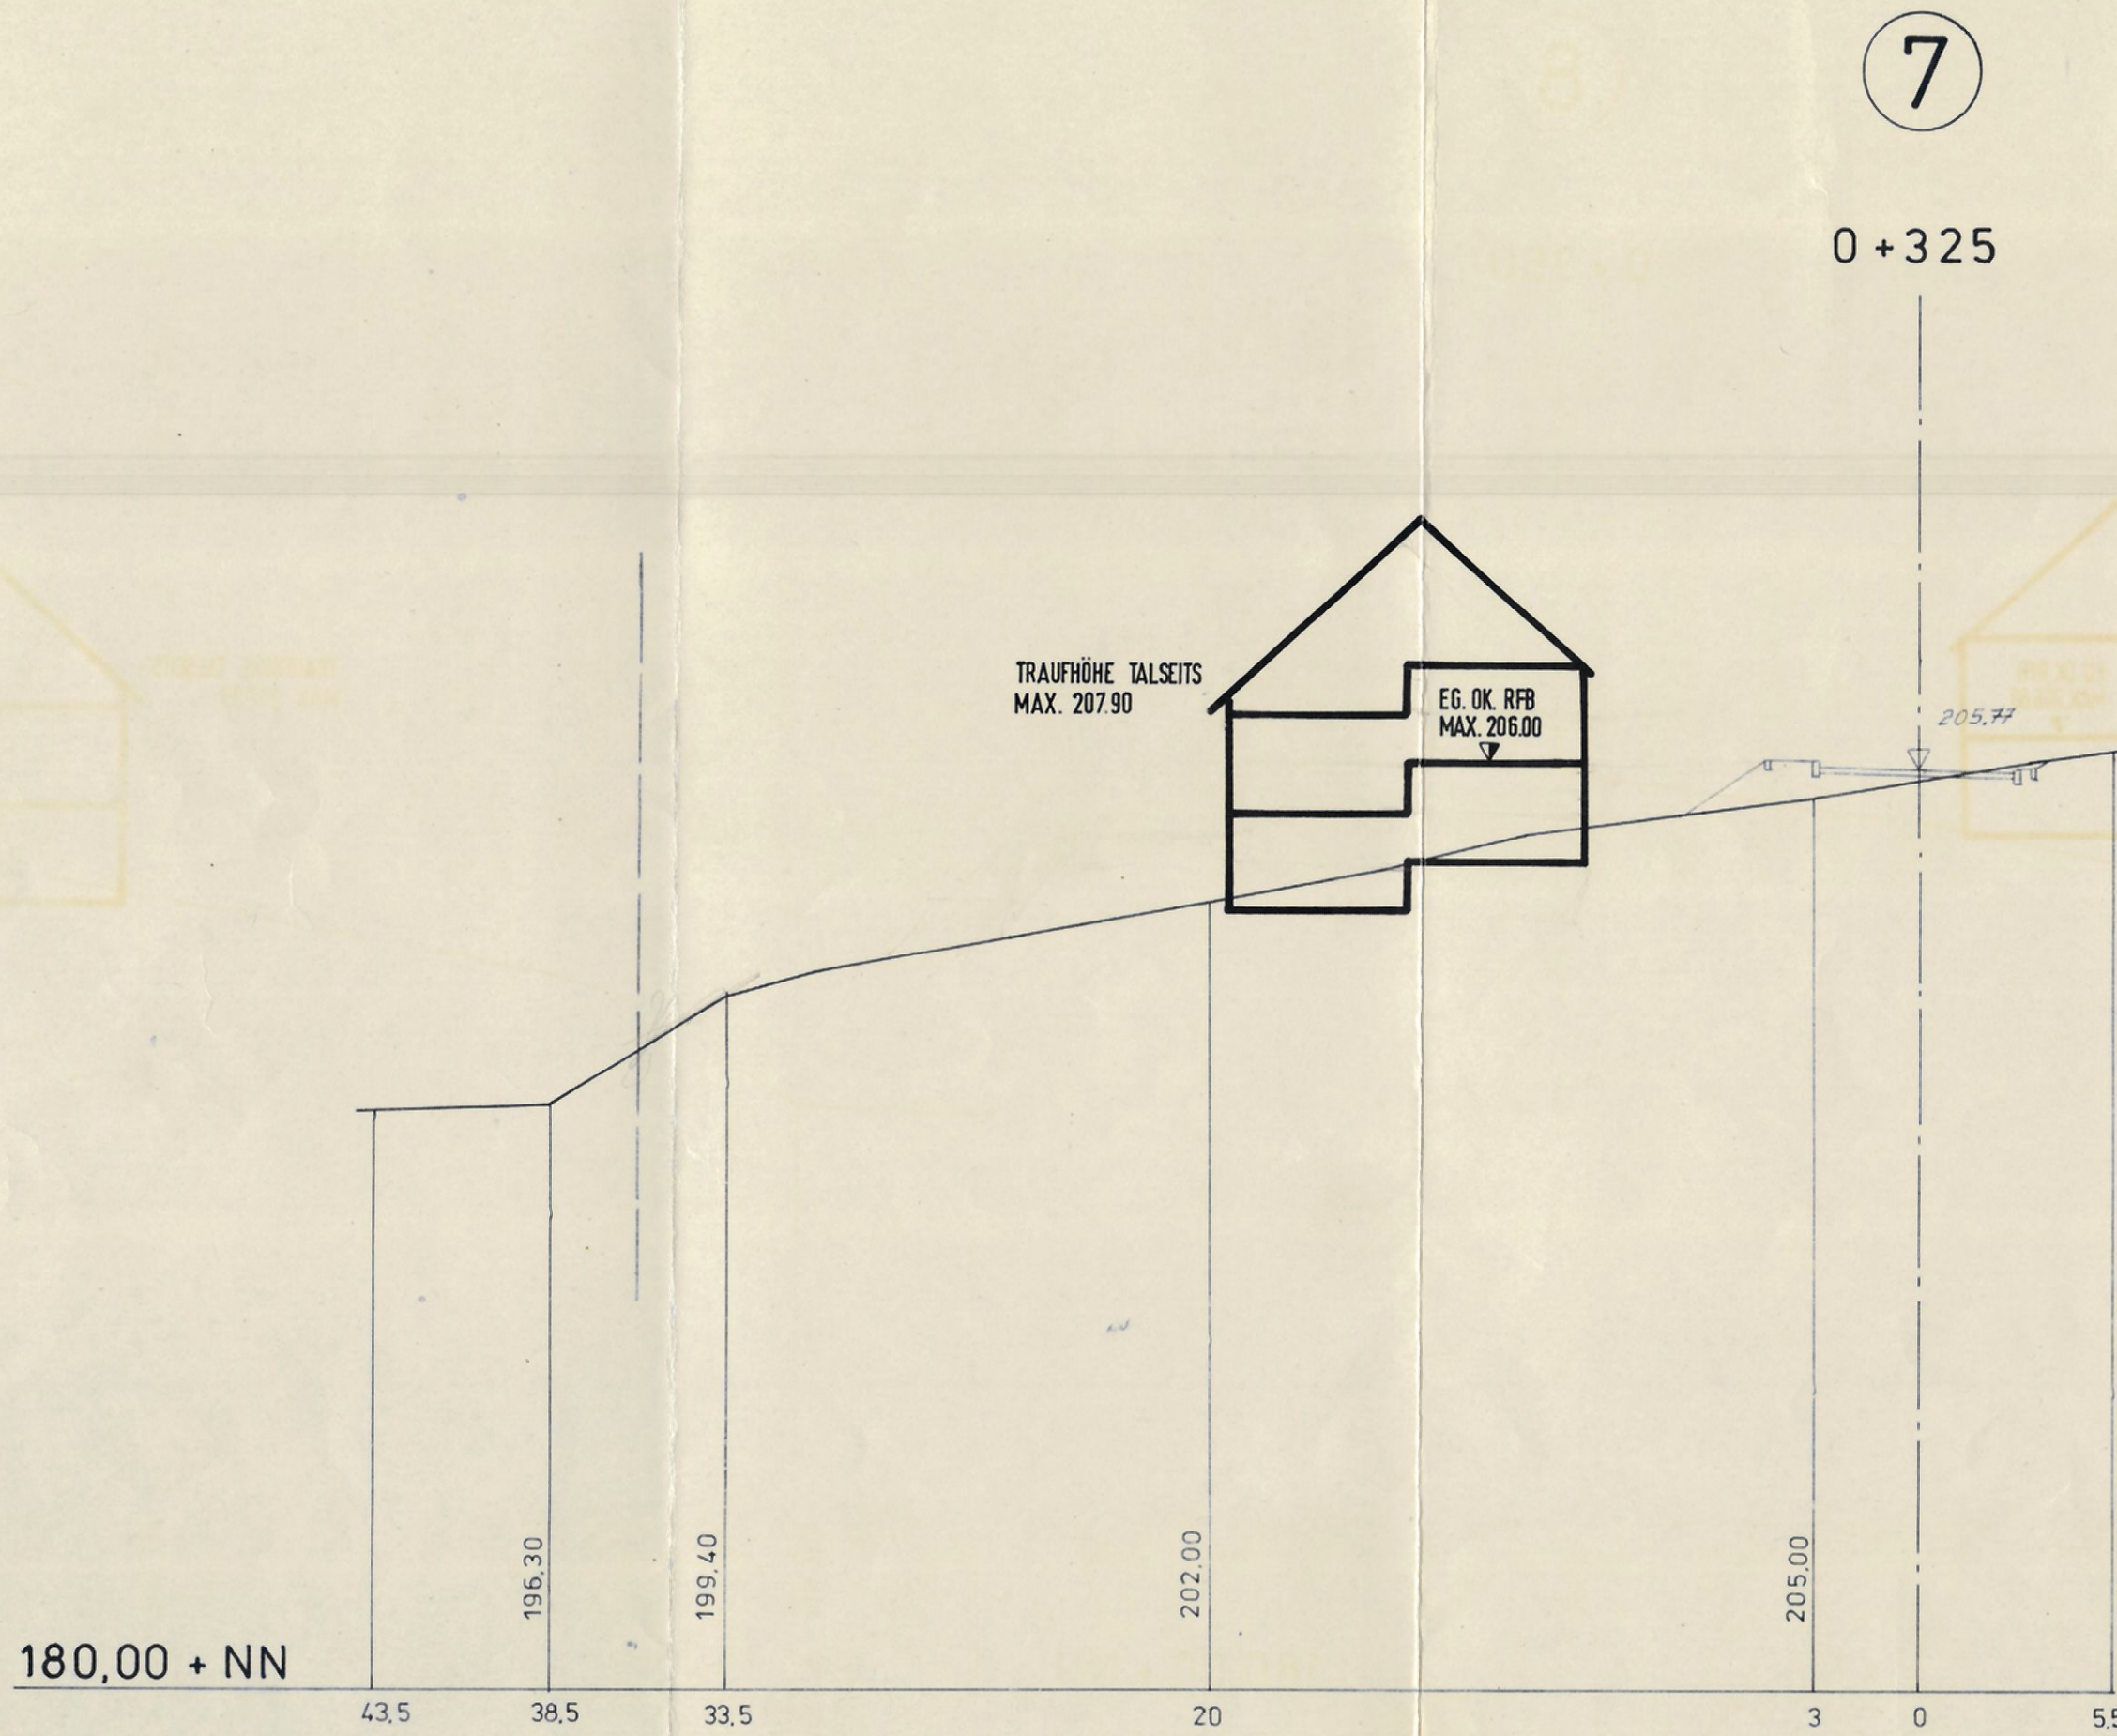 7
0 + 325
TRAUFHÖHE TALSEITS
MAX. 207.90
EG. OK. RFB
MAX. 206.00
205.77
196,30
199,40
202.00
205,00
180,00 + NN
43,5
38,5
33,5
20
3
0